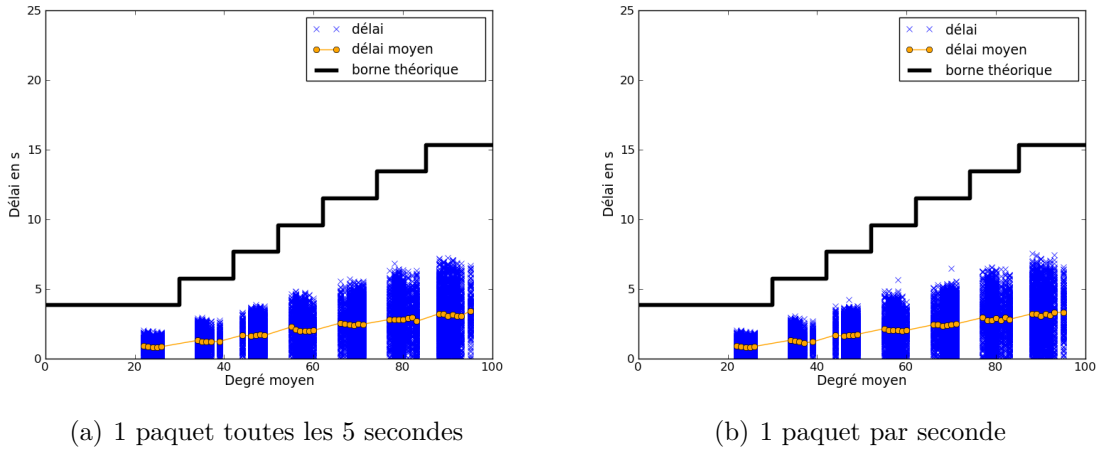 25
20
15
10
5
0
Délai en s
0 20 40 60 80 100
Degré moyen
délai
délai moyen
borne théorique
(a) 1 paquet toutes les 5 secondes
25
20
15
10
5
0
Délai en s
0 20 40 60 80 100
Degré moyen
délai
délai moyen
borne théorique
(b) 1 paquet par seconde